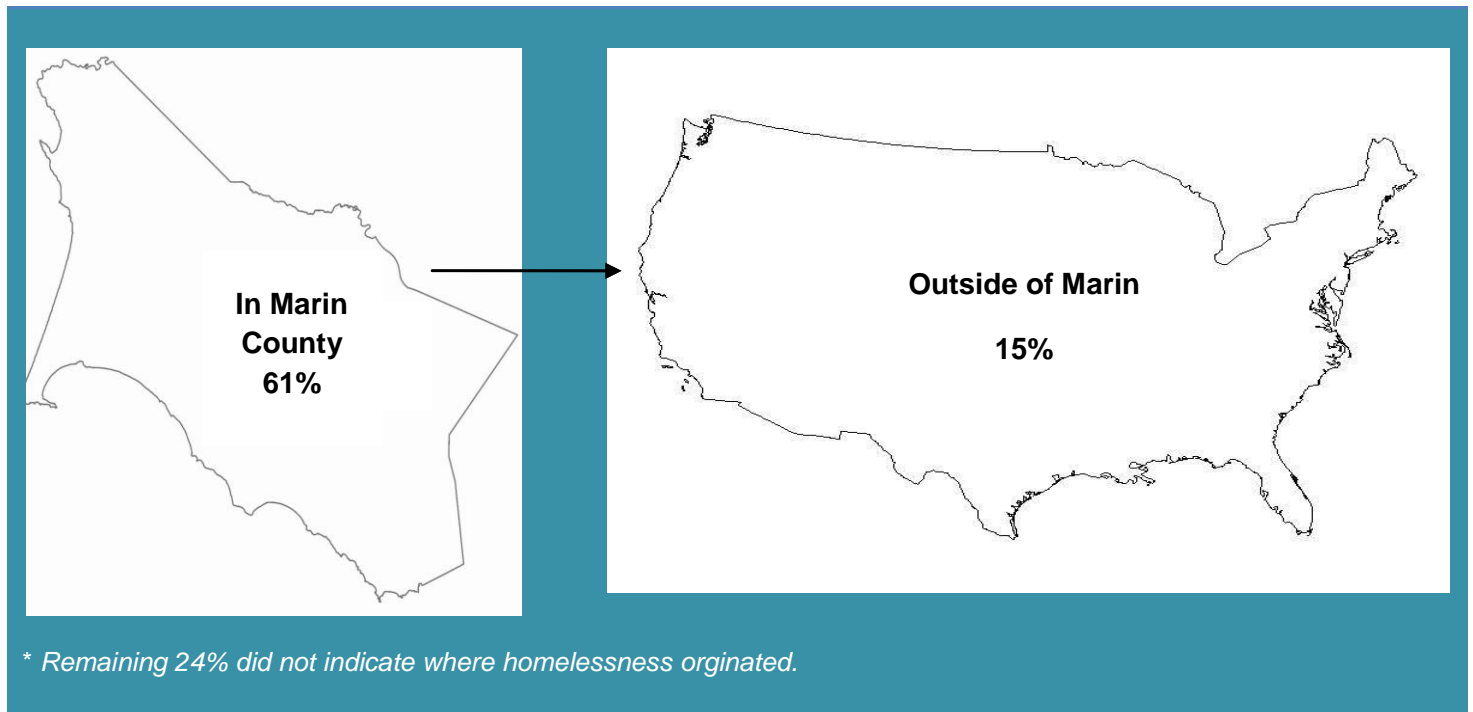 In Marin
County
61%
Outside of Marin
15%
* Remaining 24% did not indicate where homelessness orginated.